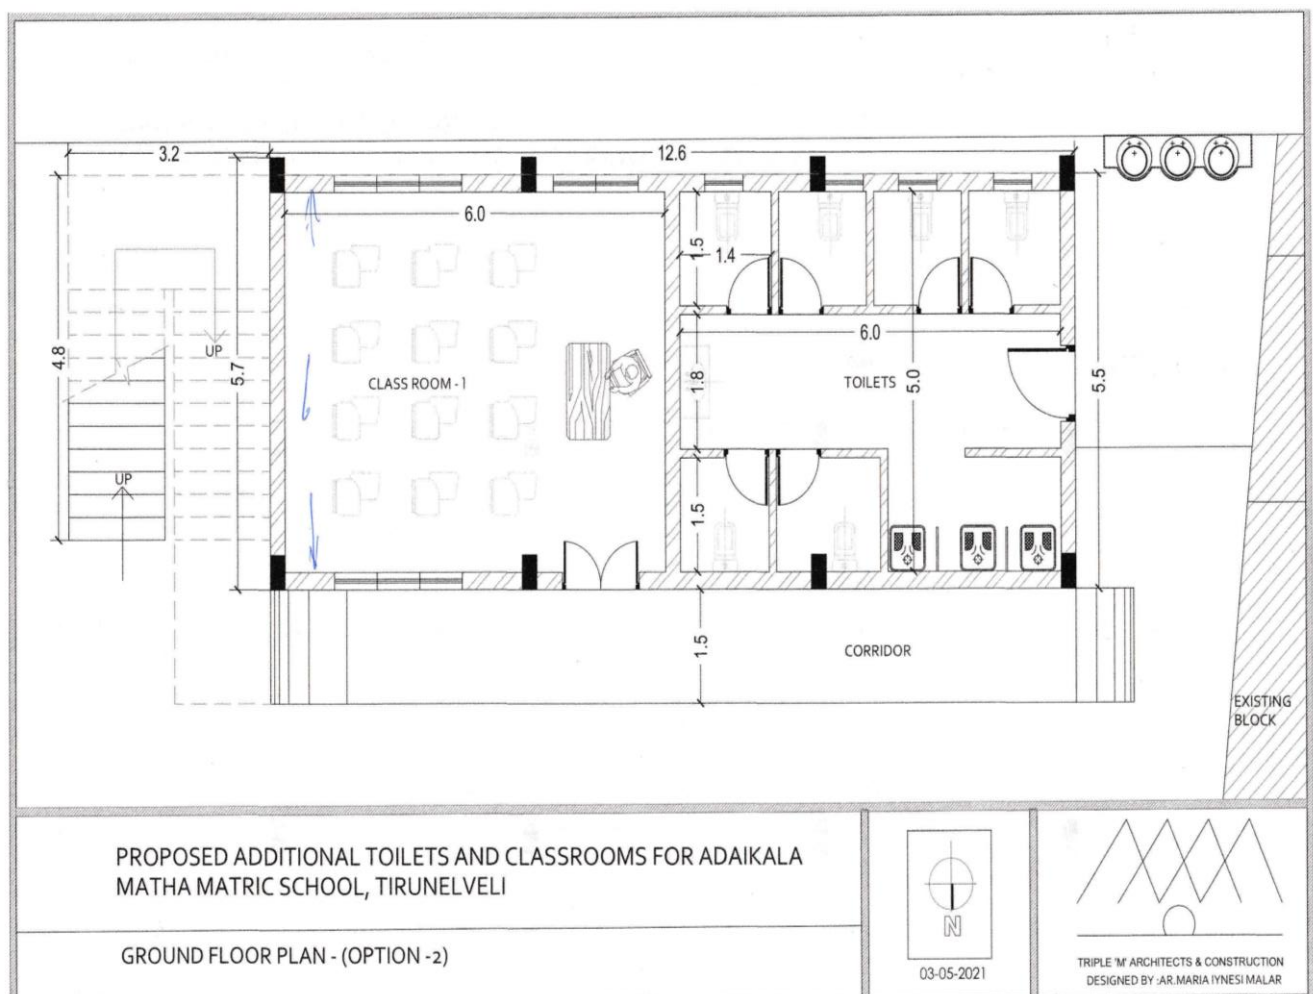 3.2
12.6
6.0
1.5
1.4
UP
4.8
5.7
CLASS ROOM - 1
6.0
1.8
TOILETS
5.0
5.5
UP
1.5
1.5
CORRIDOR
EXISTING
BLOCK
PROPOSED ADDITIONAL TOILETS AND CLASSROOMS FOR ADAIKALA
MATHA MATRIC SCHOOL, TIRUNELVELI
GROUND FLOOR PLAN - (OPTION -2)
N
03-05-2021
TRIPLE 'M' ARCHITECTS & CONSTRUCTION
DESIGNED BY :AR.MARIA IYNESI MALAR